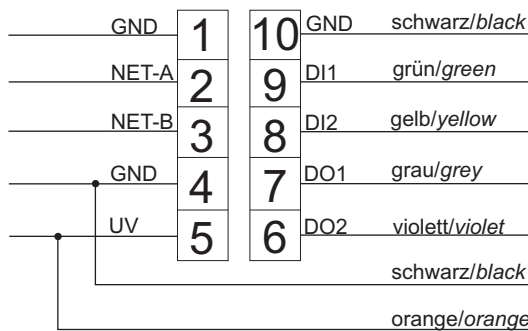 GND 1 10 GND schwarz/black
NET-A 2 9 DI1 grün/green
NET-B 3 8 DI2 gelb/yellow
GND 4 7 DO1 grau/grey
UV 5 6 DO2 violett/violet
schwarz/black
orange/orange